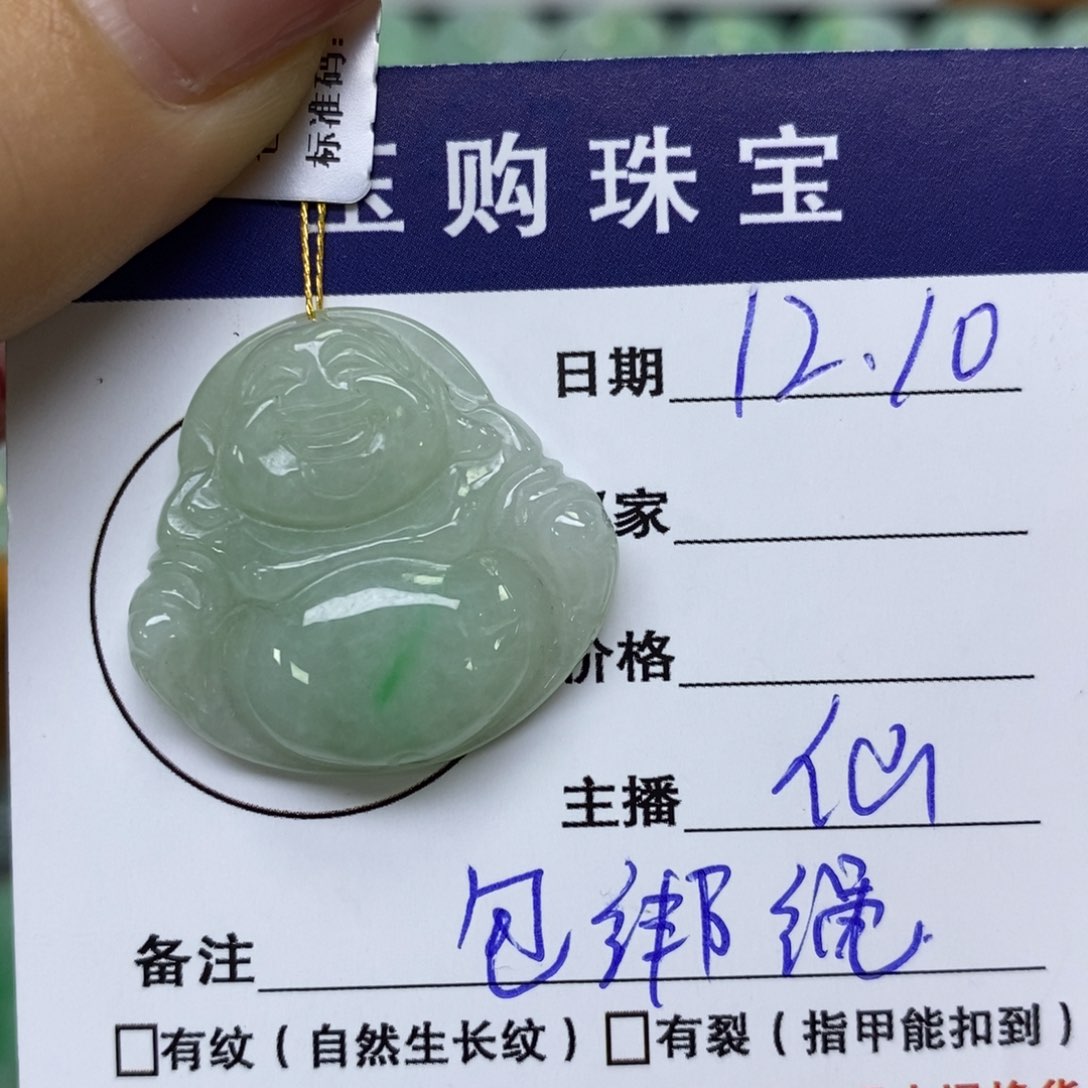 标准码:
玉购珠宝
日期 12.10
家
价格
主播 仙
备注 包绑绳
□有纹(自然生长纹) □有裂(指甲能扣到)